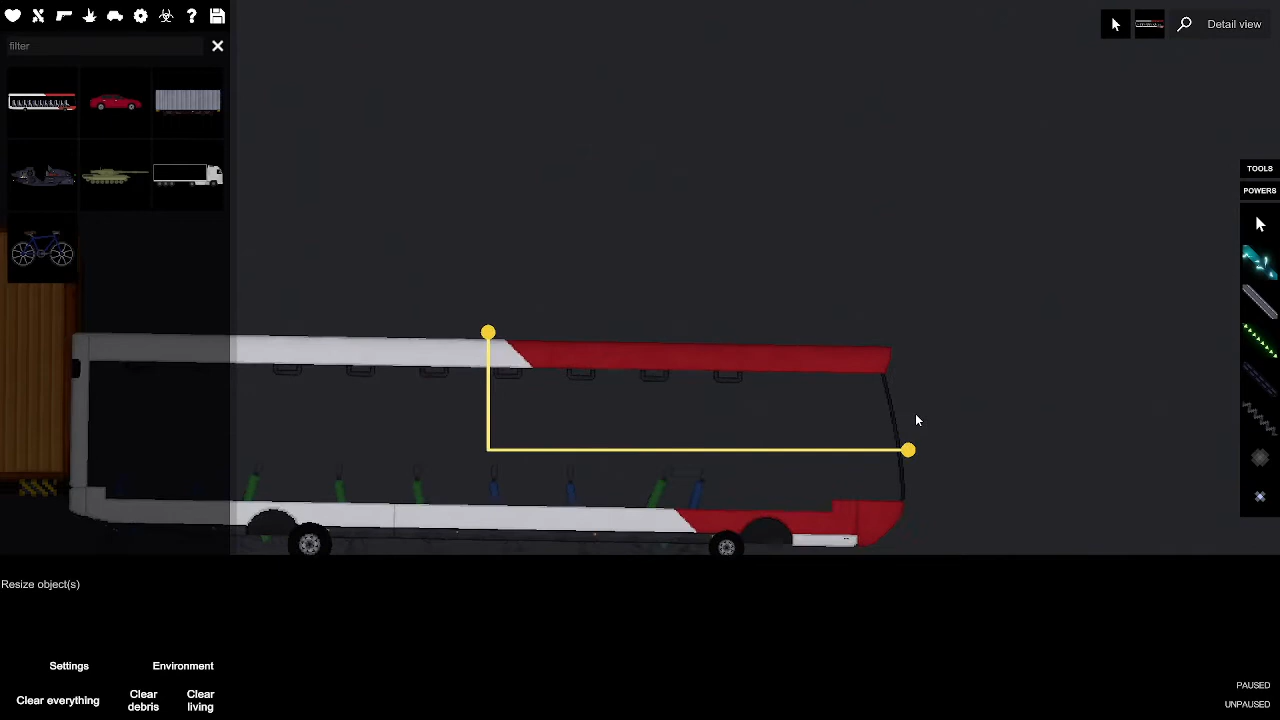 filter
Detail view
TOOLS
POWERS
Resize object(s)
Settings
Environment
Clear everything
Clear debris
Clear living
PAUSED
UNPAUSED